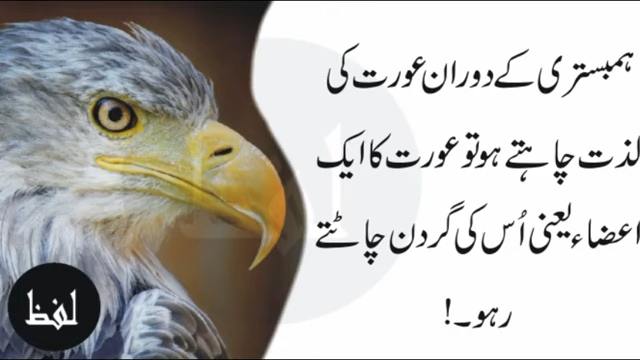 ہمبستری کے دوران عورت کی
لذت چاہتے ہو تو عورت کا ایک
اعضاء یعنی اُس کی گردن چاٹتے
رہو۔!
لفظ